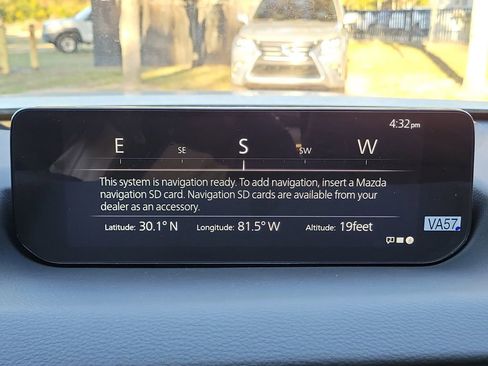 4:32pm
E SE S SW W
This system is navigation ready. To add navigation, insert a Mazda
navigation SD card. Navigation SD cards are available from your
dealer as an accessory.
Latitude: 30.1° N Longitude: 81.5° W Altitude: 19feet
VA57